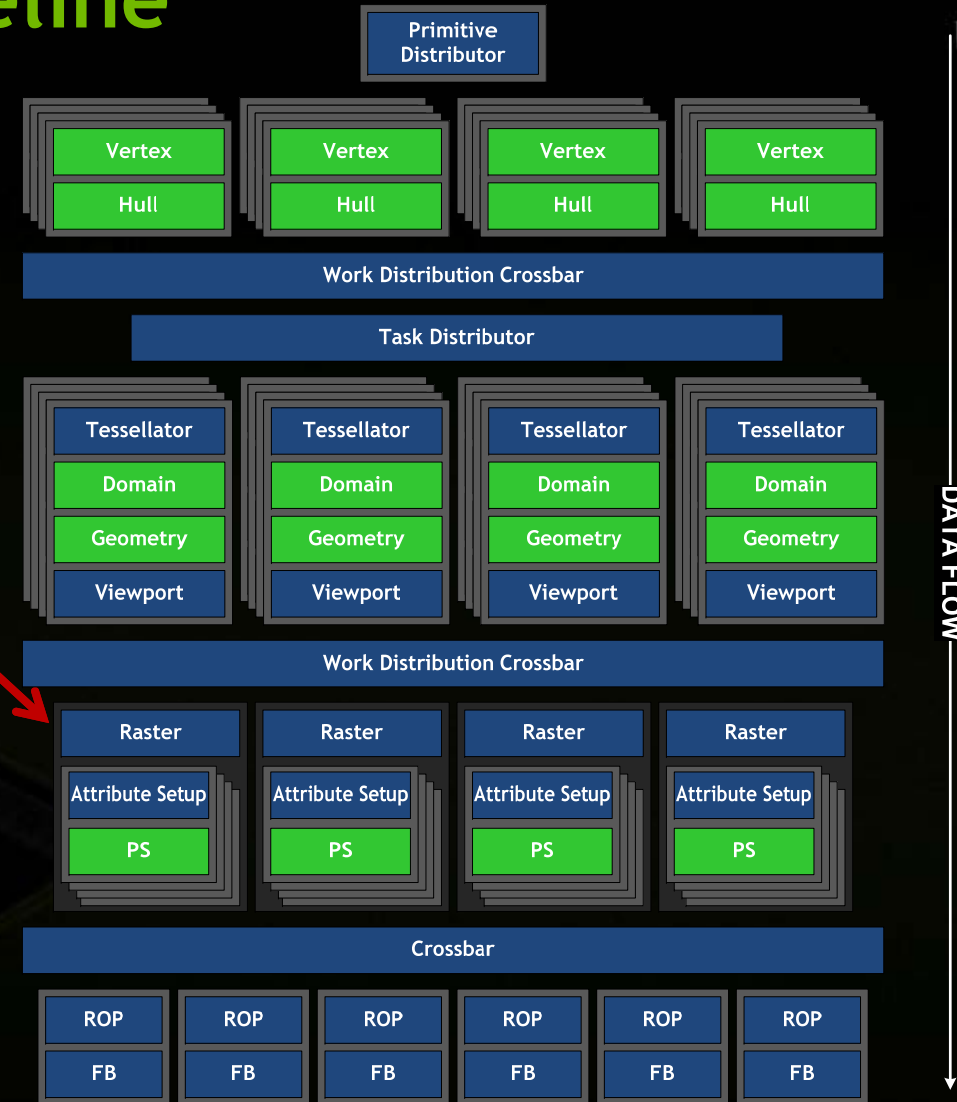 eline
Primitive
Distributor
Vertex Vertex Vertex Vertex
Hull Hull Hull Hull
Work Distribution Crossbar
Task Distributor
Tessellator Tessellator Tessellator Tessellator
Domain Domain Domain Domain
Geometry Geometry Geometry Geometry
Viewport Viewport Viewport Viewport
Work Distribution Crossbar
Raster Raster Raster Raster
Attribute Setup Attribute Setup Attribute Setup Attribute Setup
PS PS PS PS
Crossbar
ROP ROP ROP ROP ROP ROP
FB FB FB FB FB FB
DATA FLOW